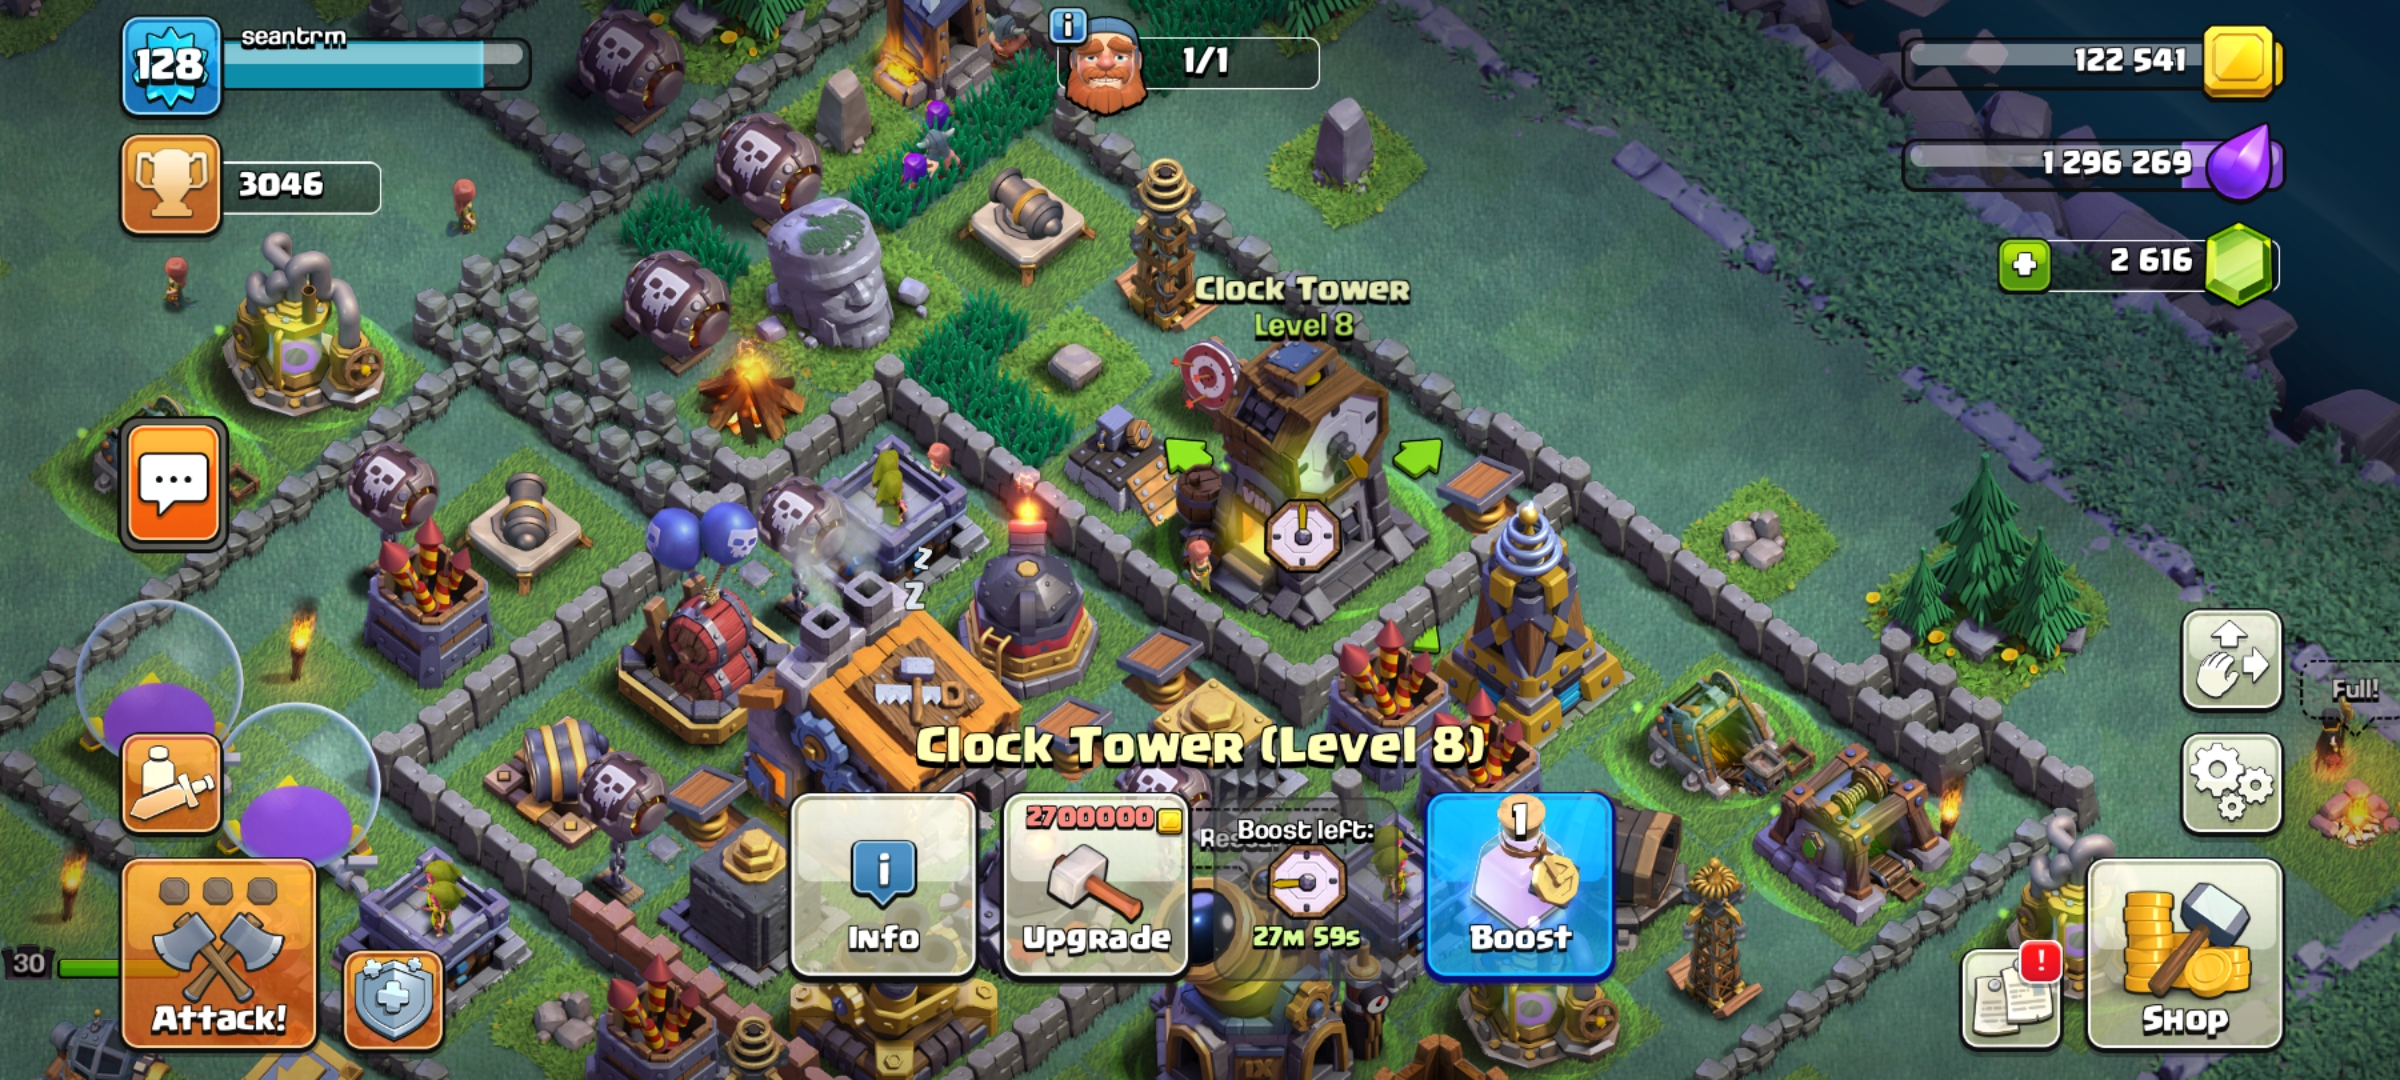 128
seantrm
i
1/1
122 541
3046
1 296 269
2 616
Clock Tower
Level 8
z
Z
Full!
Clock Tower (Level 8)
2700000
Boost left:
1
i
Info
Upgrade
27m 59s
Boost
30
Attack!
!
Shop